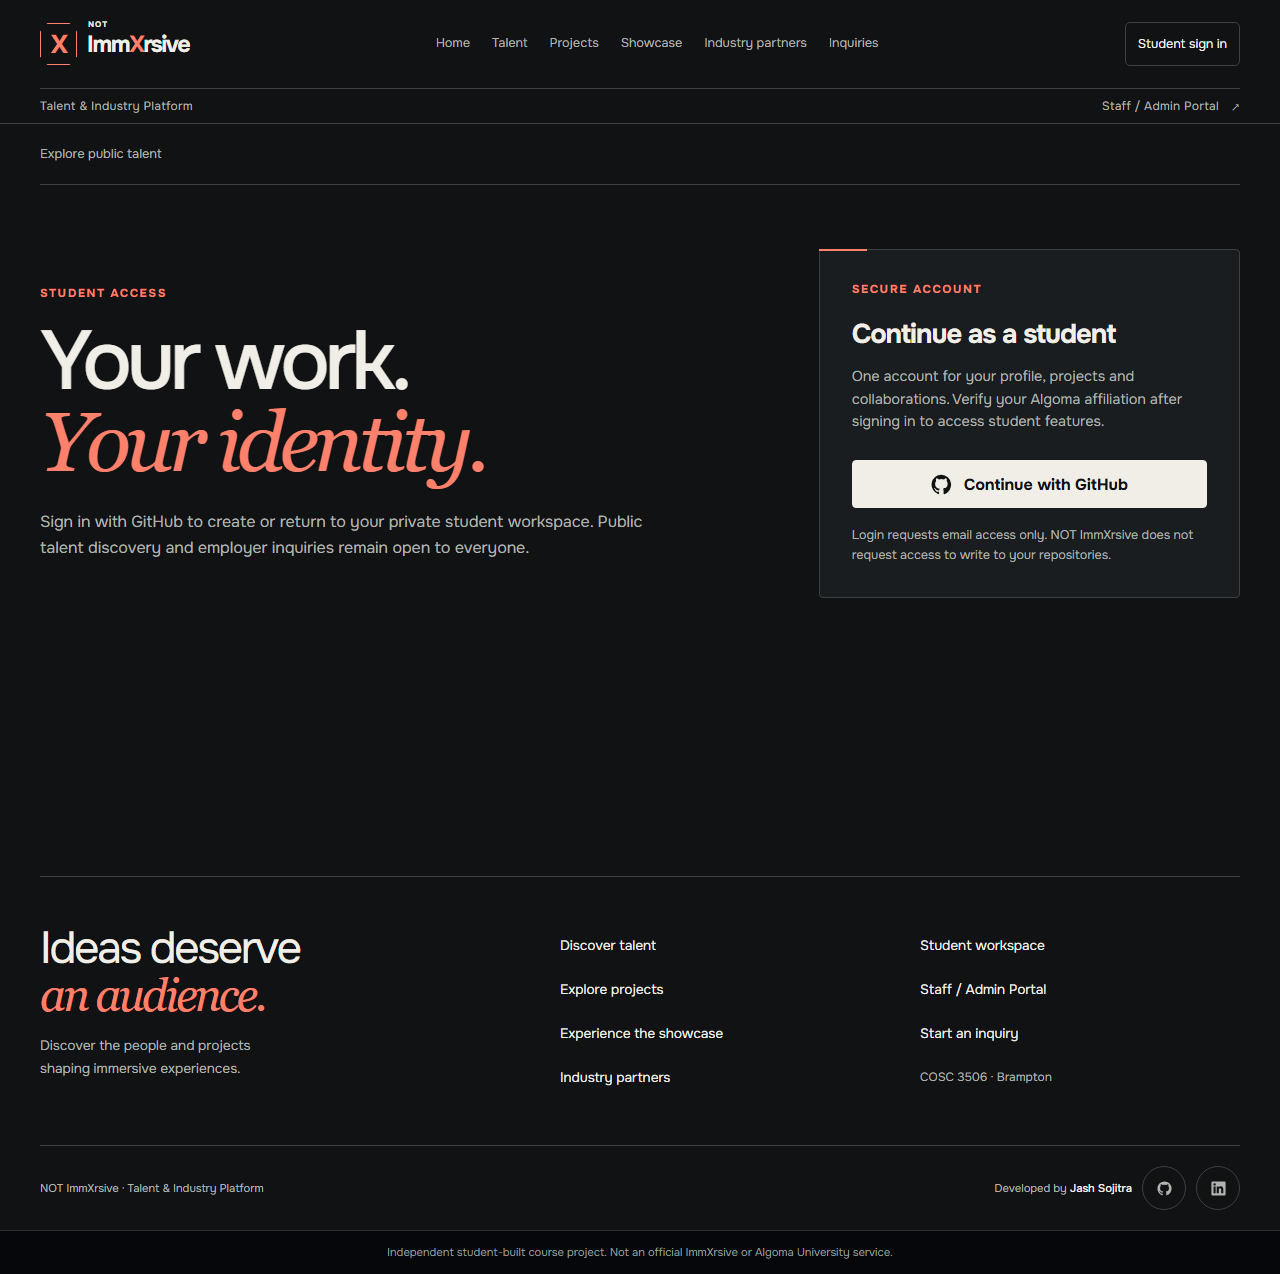 NOT
X
ImmXrsive
Home
Talent
Projects
Showcase
Industry partners
Inquiries
Student sign in
Talent & Industry Platform
Staff / Admin Portal ↗
Explore public talent
STUDENT ACCESS
Your work.
Your identity.
Sign in with GitHub to create or return to your private student workspace. Public
talent discovery and employer inquiries remain open to everyone.
SECURE ACCOUNT
Continue as a student
One account for your profile, projects and
collaborations. Verify your Algoma affiliation after
signing in to access student features.
Continue with GitHub
Login requests email access only. NOT ImmXrsive does not
request access to write to your repositories.
Ideas deserve
an audience.
Discover the people and projects
shaping immersive experiences.
Discover talent
Explore projects
Experience the showcase
Industry partners
Student workspace
Staff / Admin Portal
Start an inquiry
COSC 3506 · Brampton
NOT ImmXrsive · Talent & Industry Platform
Developed by Jash Sojitra
in
Independent student-built course project. Not an official ImmXrsive or Algoma University service.